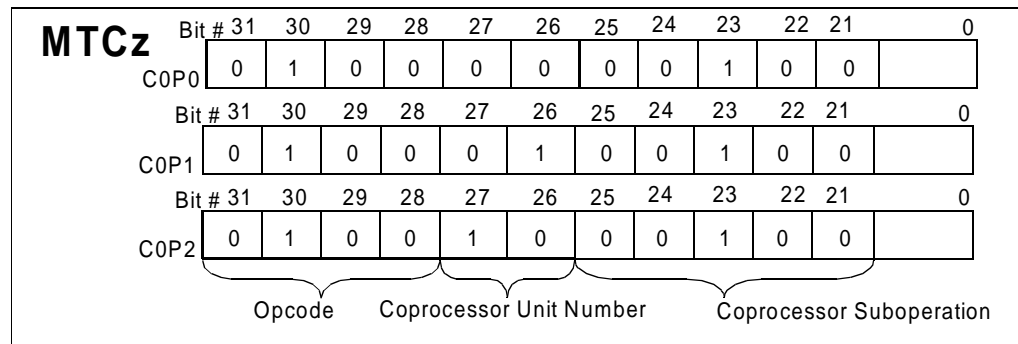 MTCz
Bit # 31 30 29 28 27 26 25 24 23 22 21 0
C0P0 0 1 0 0 0 0 0 0 1 0 0
Bit # 31 30 29 28 27 26 25 24 23 22 21 0
C0P1 0 1 0 0 0 1 0 0 1 0 0
Bit # 31 30 29 28 27 26 25 24 23 22 21 0
C0P2 0 1 0 0 1 0 0 0 1 0 0
Opcode Coprocessor Unit Number Coprocessor Suboperation